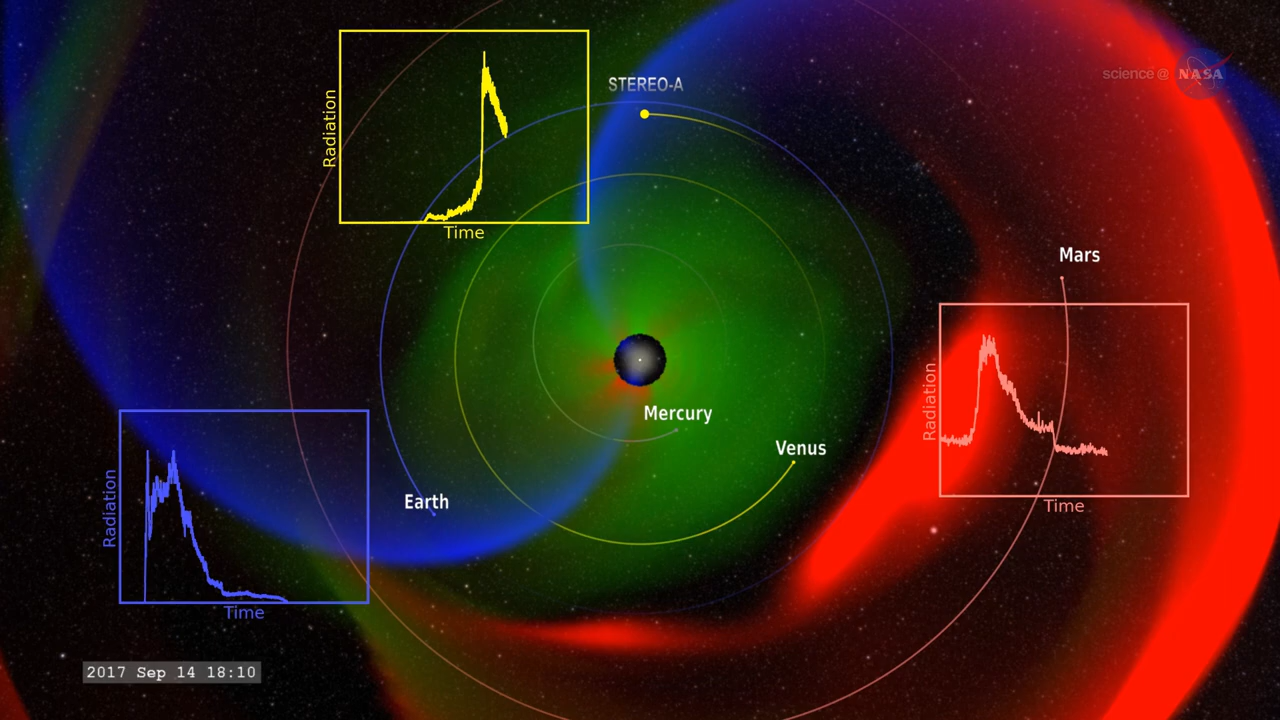 STEREO-A
science@ NASA
Radiation
Time
Mars
Radiation
Time
Mercury
Venus
Earth
Radiation
Time
2017 Sep 14 18:10